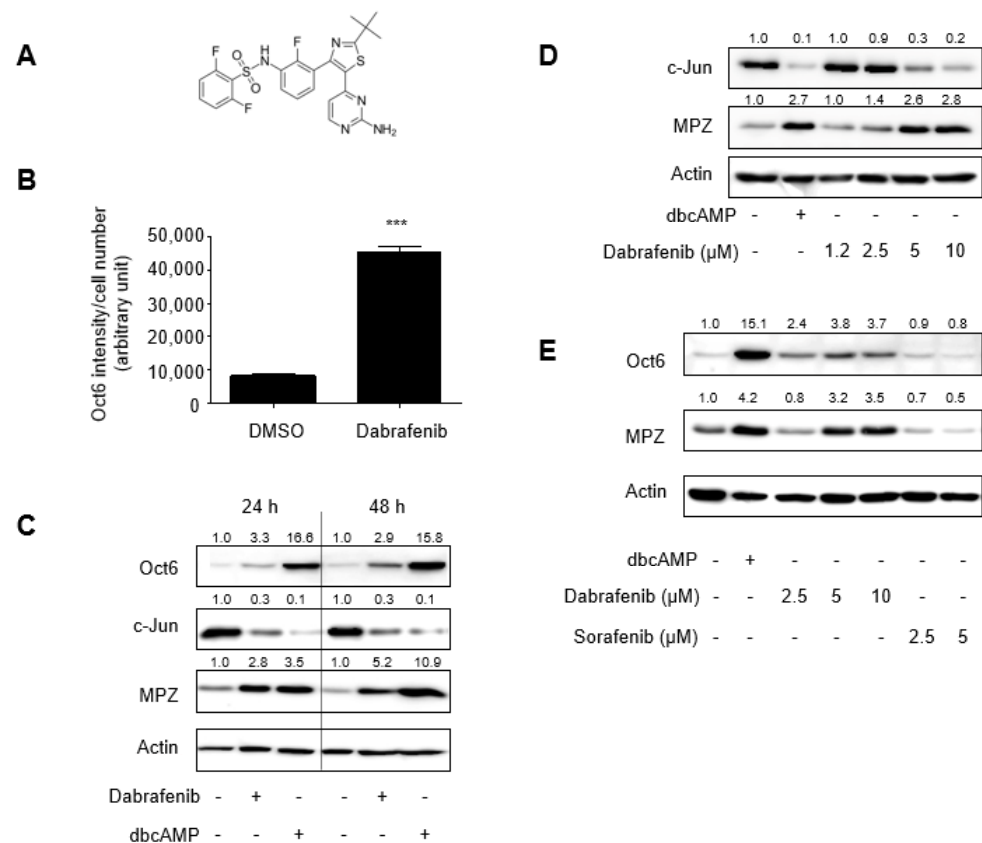 A
F
O
NH
S
O
F
F
N
S
N
N
NH₂
B
Oct6 intensity/cell number
(arbitrary unit)
50,000
40,000
30,000
20,000
10,000
0
***
DMSO
Dabrafenib
C
24 h 48 h
1.0 3.3 16.6 1.0 2.9 15.8
Oct6
1.0 0.3 0.1 1.0 0.3 0.1
c-Jun
1.0 2.8 3.5 1.0 5.2 10.9
MPZ
Actin
Dabrafenib - + - - + -
dbcAMP - - + - - +
D
1.0 0.1 1.0 0.9 0.3 0.2
c-Jun
1.0 2.7 1.0 1.4 2.6 2.8
MPZ
Actin
dbcAMP - + - - - -
Dabrafenib (µM) - - 1.2 2.5 5 10
E
1.0 15.1 2.4 3.8 3.7 0.9 0.8
Oct6
1.0 4.2 0.8 3.2 3.5 0.7 0.5
MPZ
Actin
dbcAMP - + - - - - -
Dabrafenib (µM) - - 2.5 5 10 - -
Sorafenib (µM) - - - - - 2.5 5